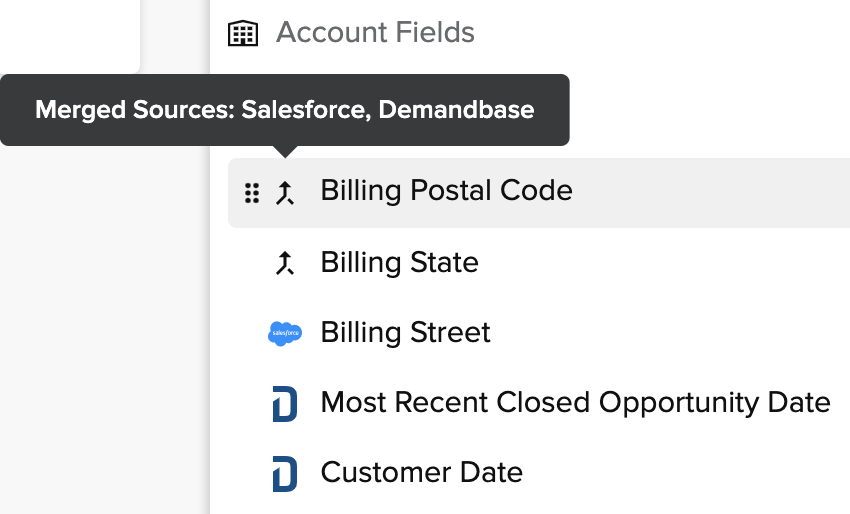 Account Fields
Merged Sources: Salesforce, Demandbase
Billing Postal Code
Billing State
salesforce
Billing Street
Most Recent Closed Opportunity Date
Customer Date